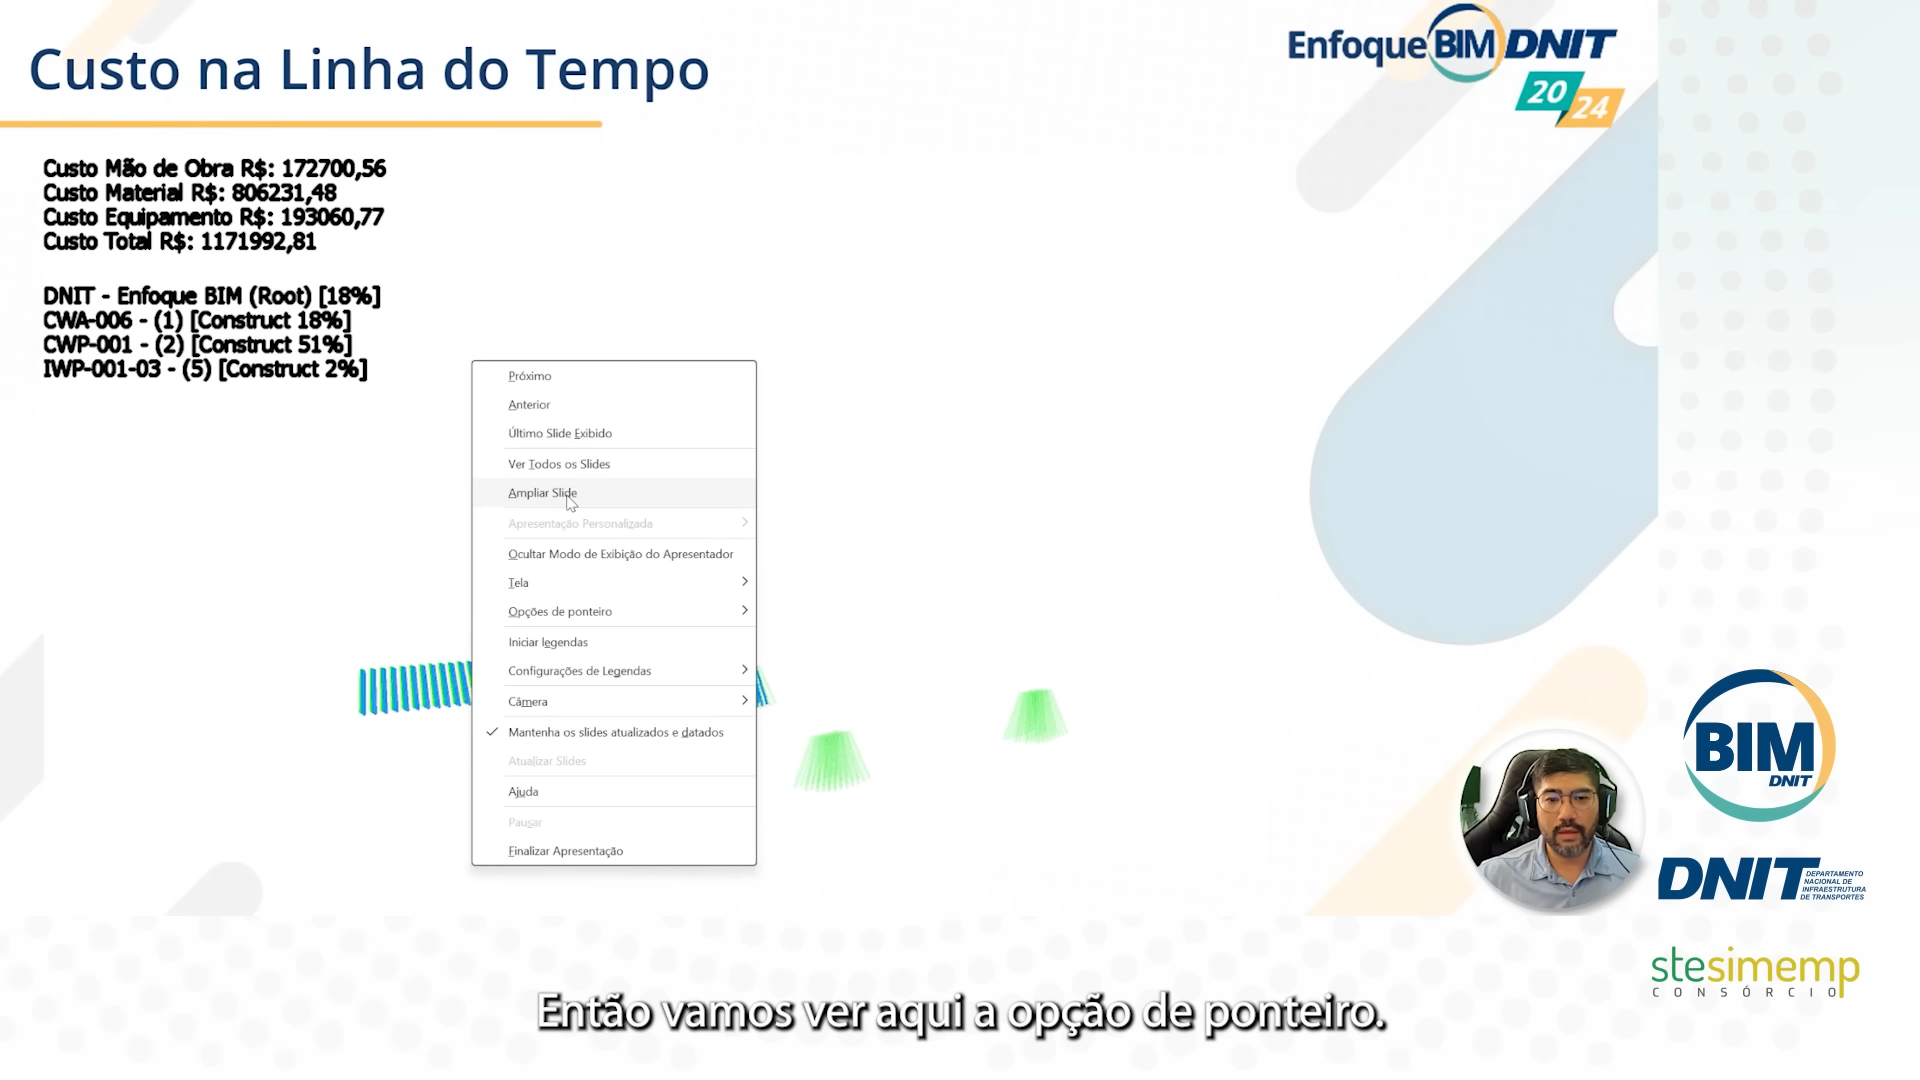 Custo na Linha do Tempo
Enfoque BIM DNIT
20 24
Custo Mão de Obra R$: 172700,56
Custo Material R$: 806231,48
Custo Equipamento R$: 193060,77
Custo Total R$: 1171992,81
DNIT - Enfoque BIM (Root) [18%]
CWA-006 - (1) [Construct 18%]
CWP-001 - (2) [Construct 51%]
IWP-001-03 - (5) [Construct 2%]
Próximo
Anterior
Último Slide Exibido
Ver Todos os Slides
Ampliar Slide
Apresentação Personalizada
Ocultar Modo de Exibição do Apresentador
Tela
Opções de ponteiro
Iniciar legendas
Configurações de Legendas
Câmera
Mantenha os slides atualizados e datados
Atualizar Slides
Ajuda
Pausar
Finalizar Apresentação
BIM
DNIT
DNIT
DEPARTAMENTO
NACIONAL DE
INFRAESTRUTURA
DE TRANSPORTES
stesimemp
CONSÓRCIO
Então vamos ver aqui a opção de ponteiro.